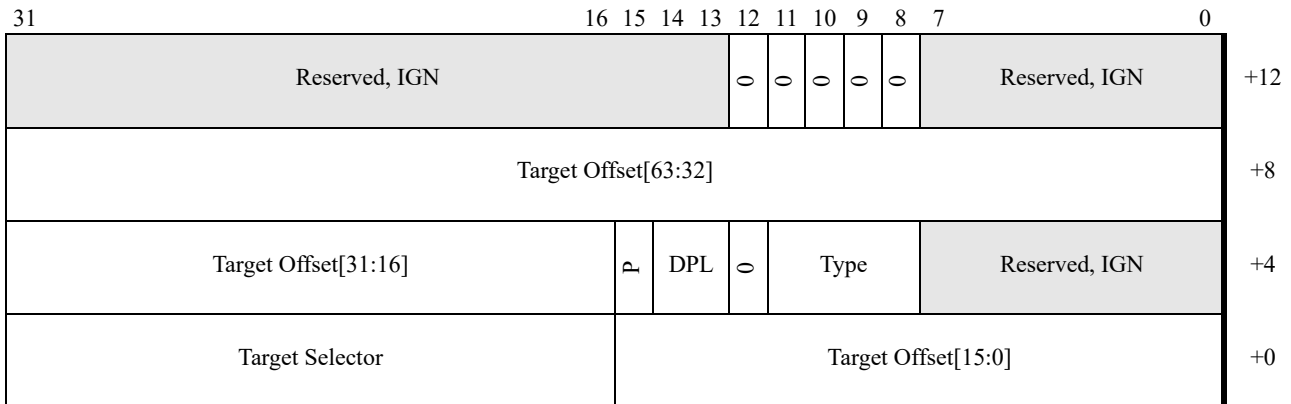 31 16 15 14 13 12 11 10 9 8 7 0
Reserved, IGN 0 0 0 0 0 Reserved, IGN +12
Target Offset[63:32] +8
Target Offset[31:16] P DPL 0 Type Reserved, IGN +4
Target Selector Target Offset[15:0] +0